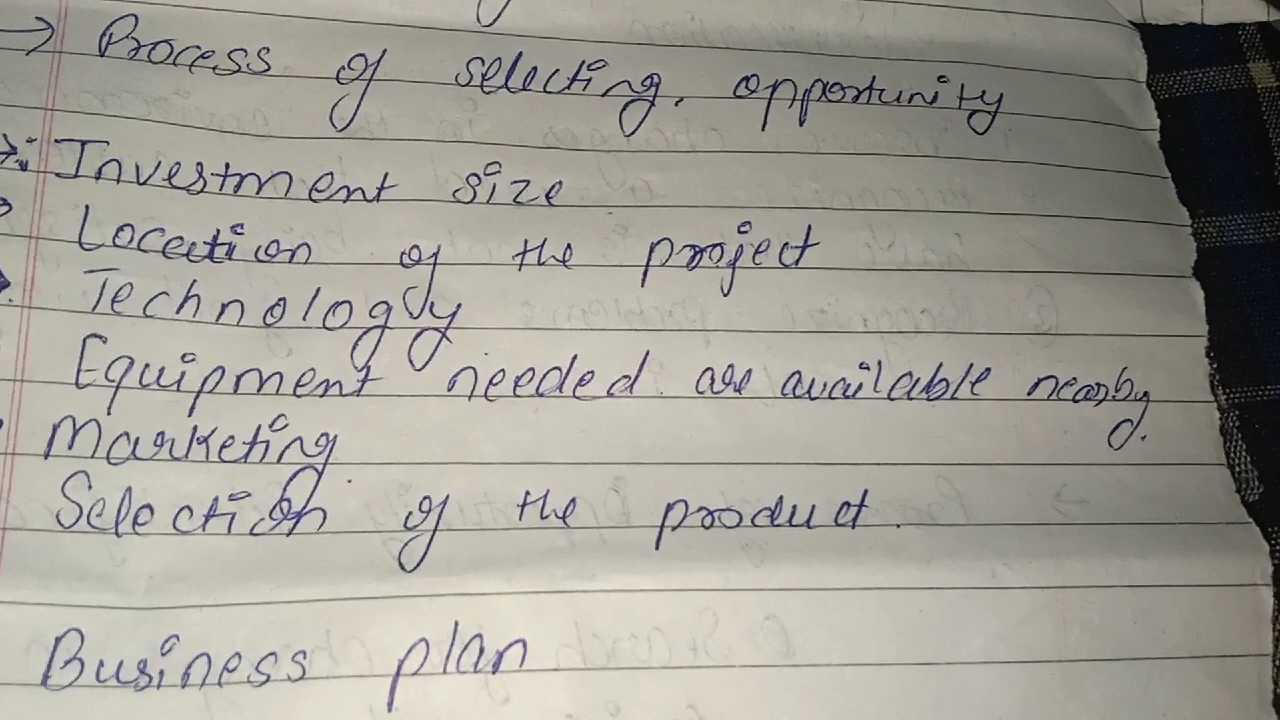 → Process of selecting. opportunity
→ Investment size
Location of the project
Technology
Equipment needed are available nearby.
Marketing
Selection of the product.
Business plan